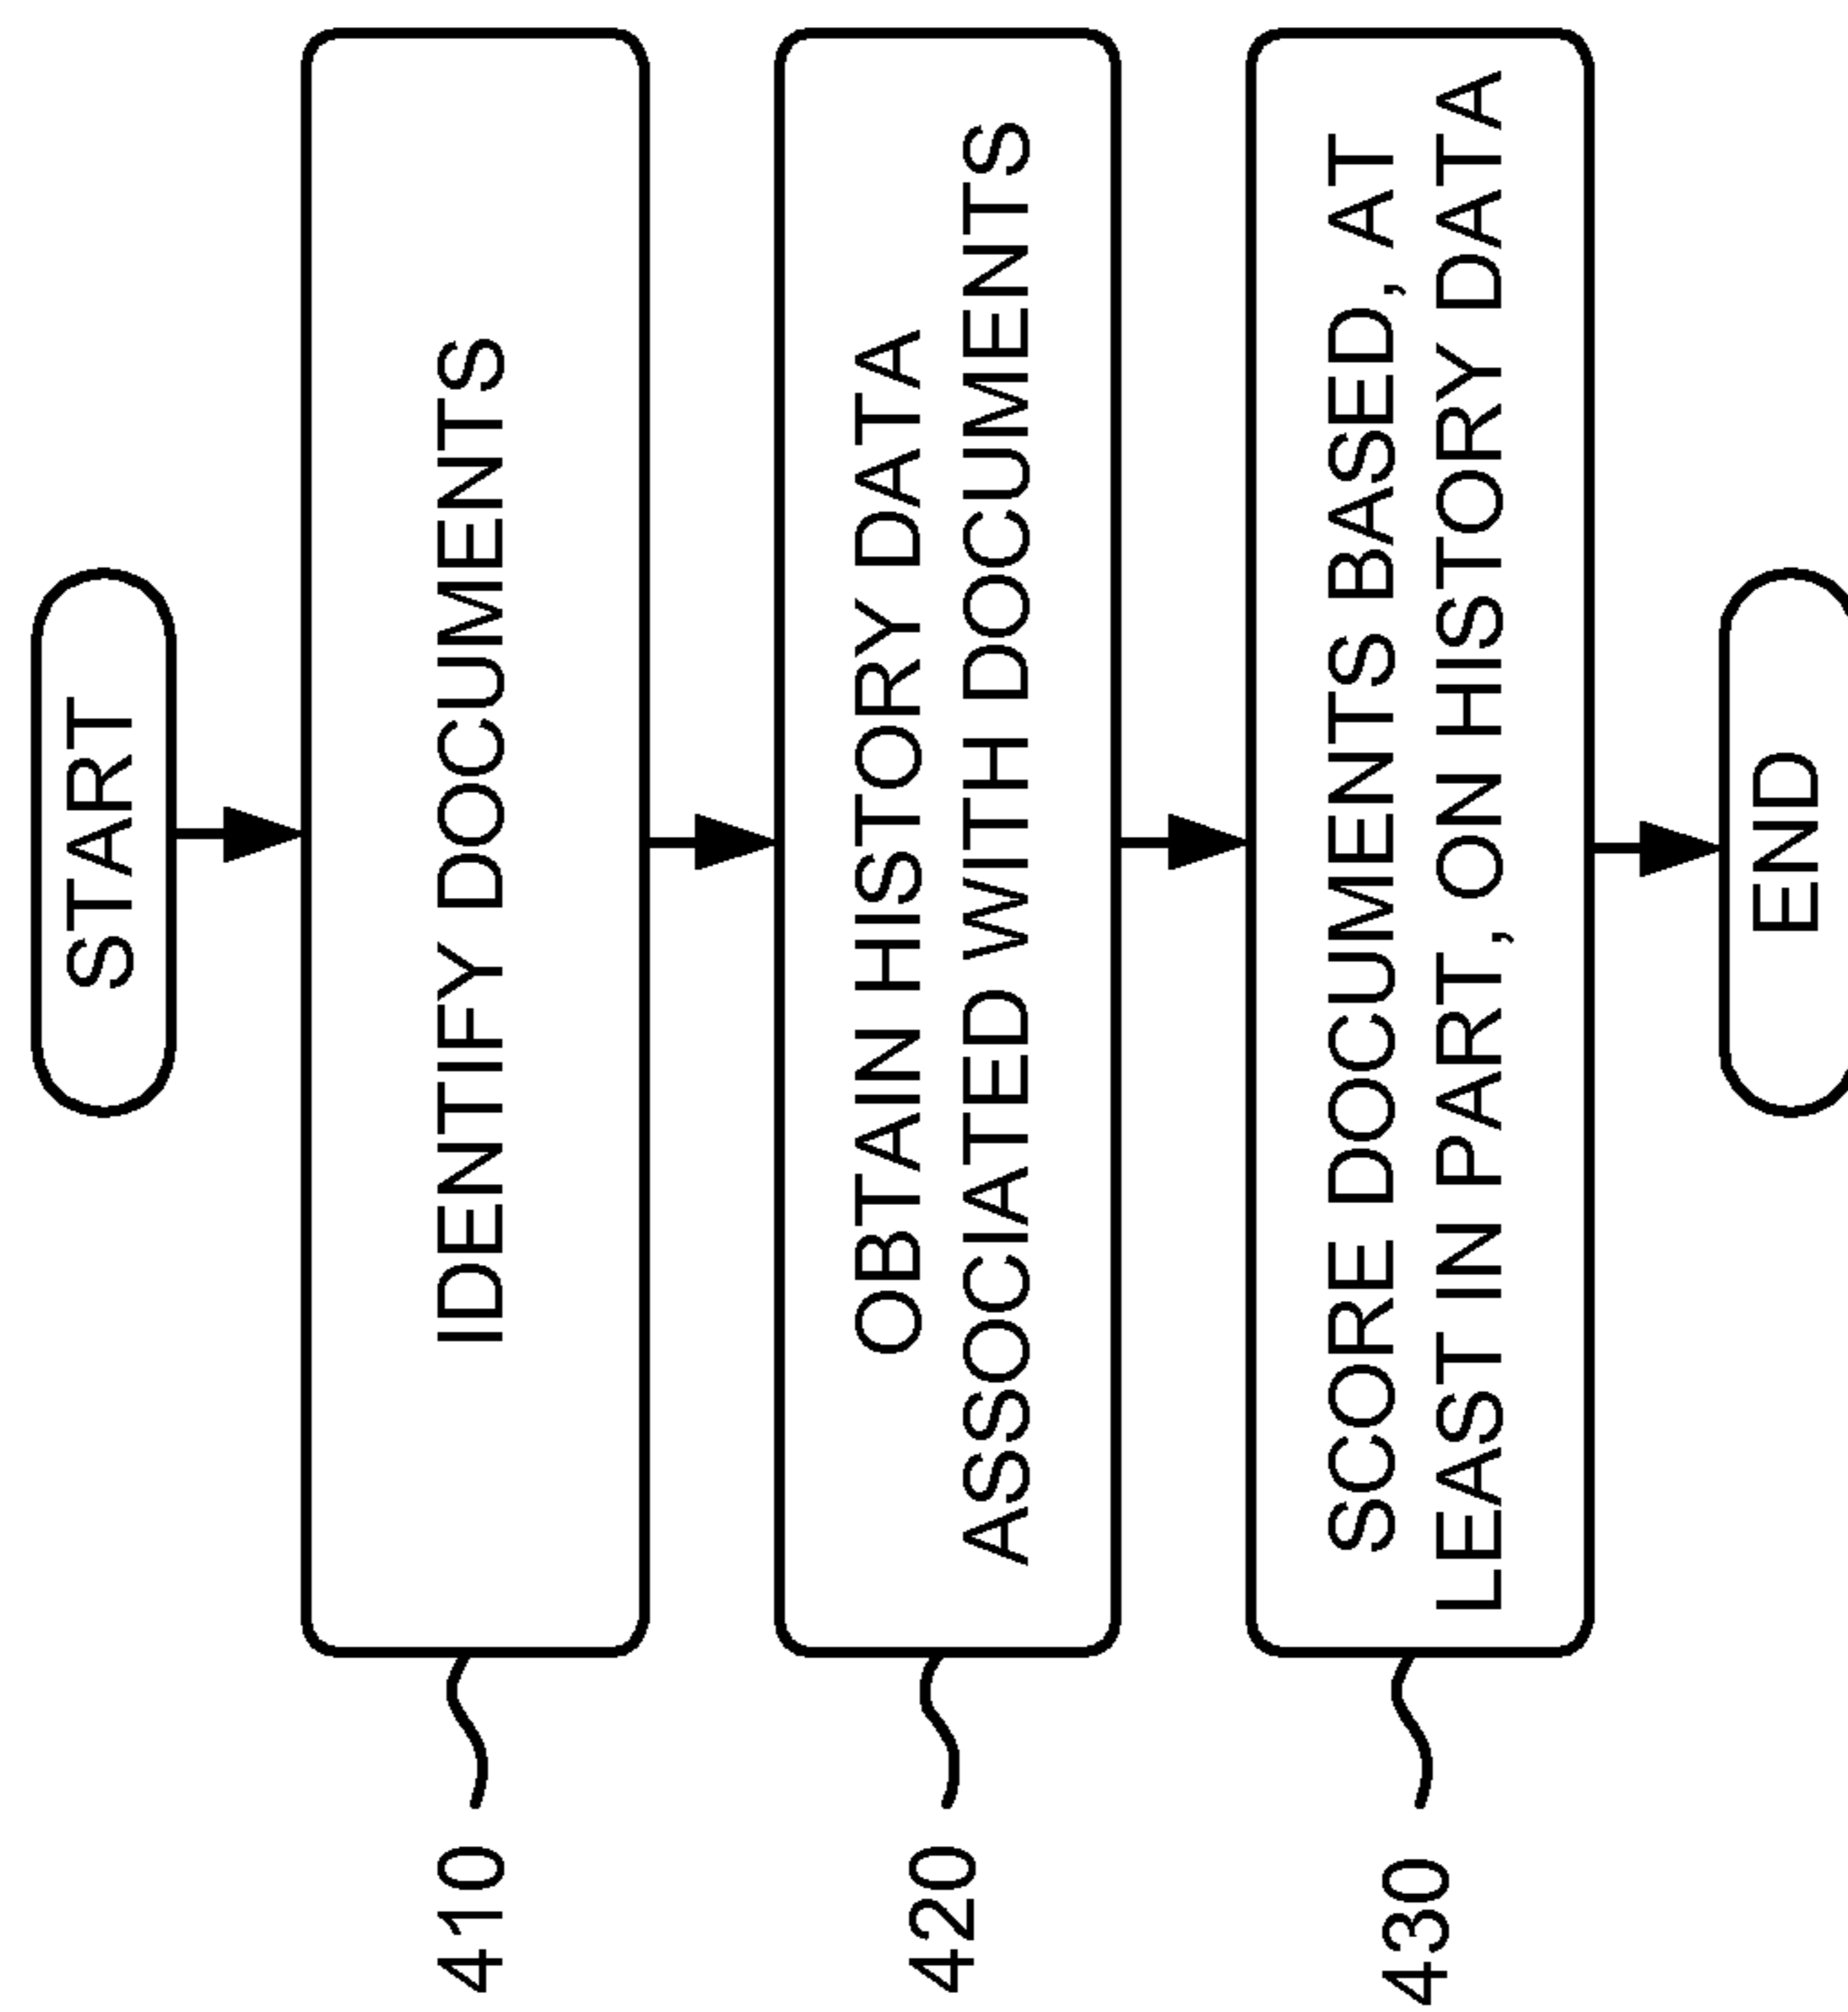 START
410
IDENTIFY DOCUMENTS
420
OBTAIN HISTORY DATA
ASSOCIATED WITH DOCUMENTS
430
SCORE DOCUMENTS BASED, AT
LEAST IN PART, ON HISTORY DATA
END